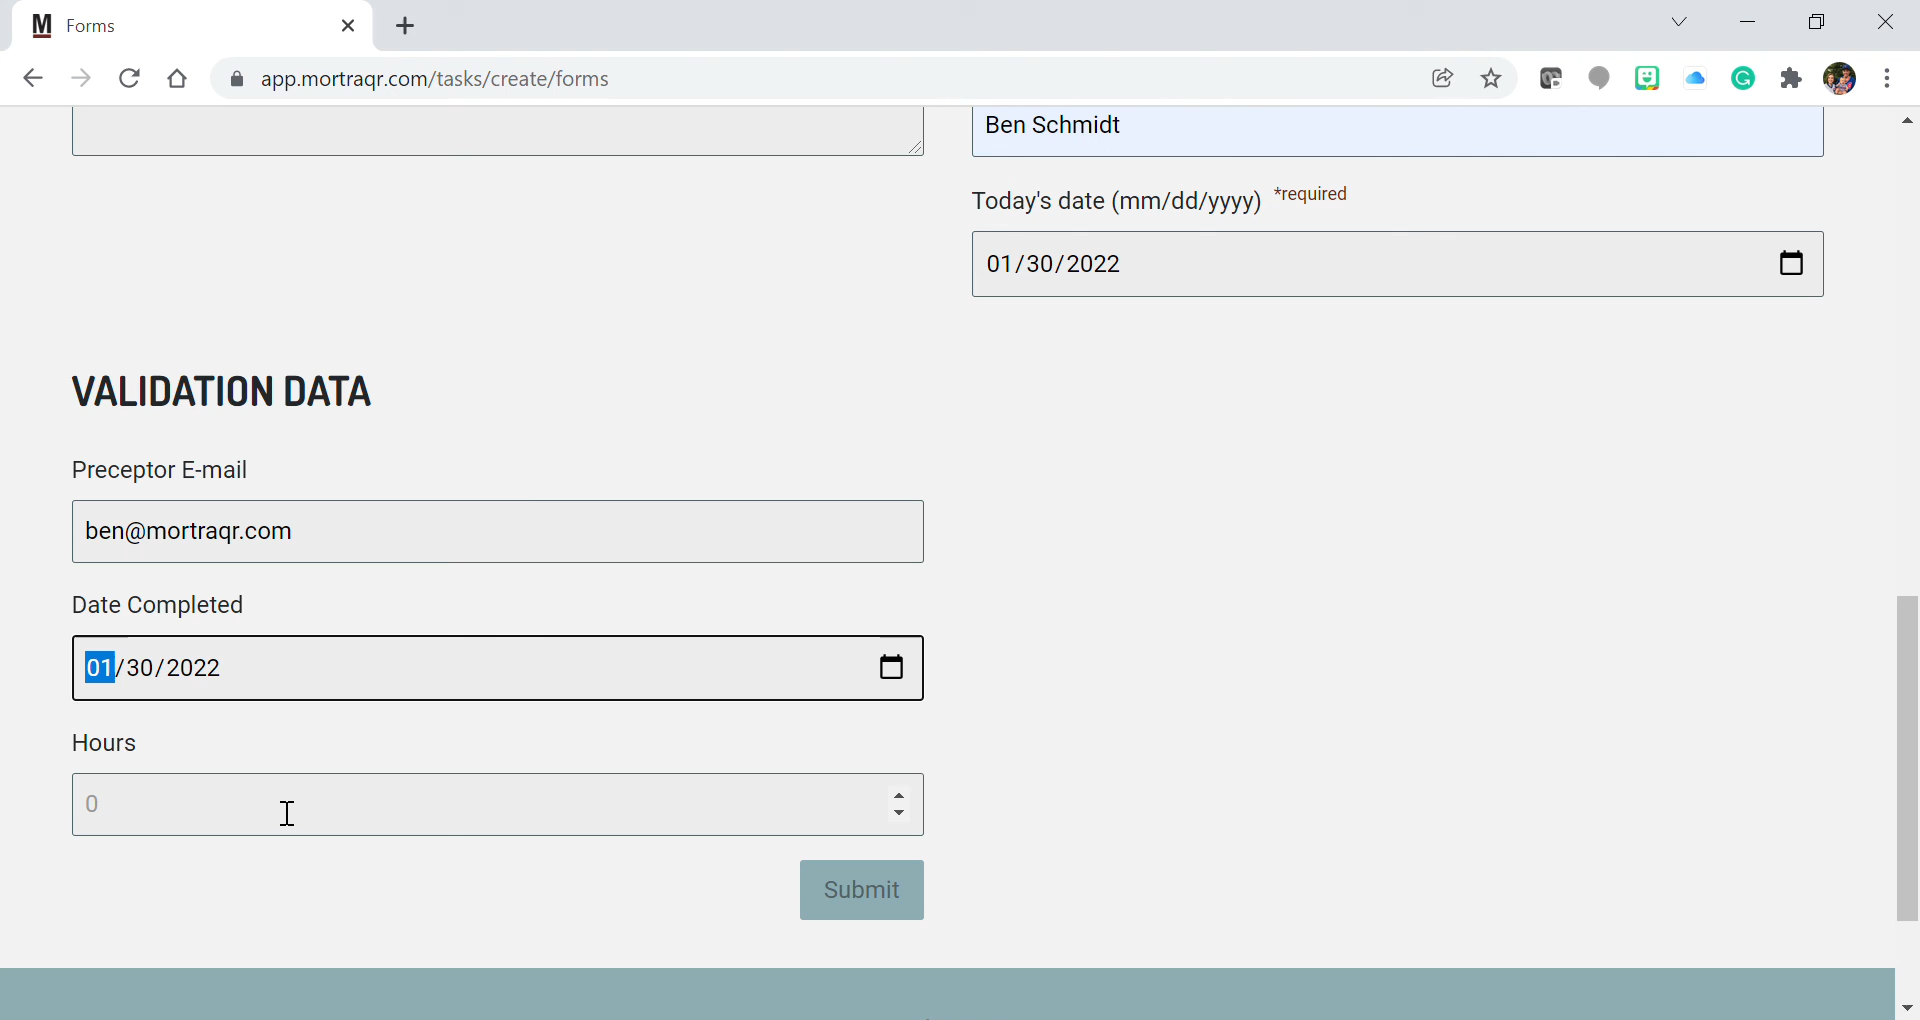 M Forms
app.mortraqr.com/tasks/create/forms
Ben Schmidt
Today's date (mm/dd/yyyy) *required
01/30/2022
VALIDATION DATA
Preceptor E-mail
ben@mortraqr.com
Date Completed
01/30/2022
Hours
0
Submit